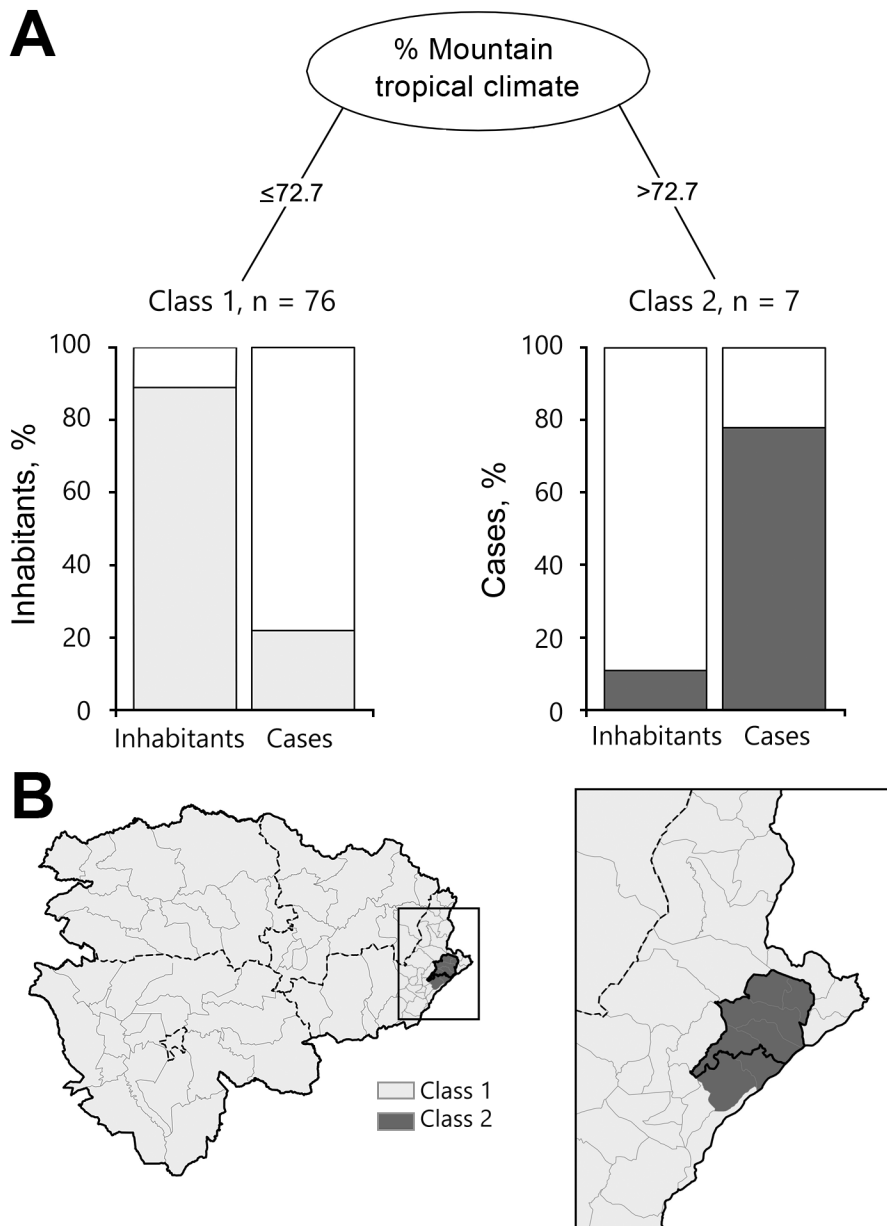 A
% Mountain
tropical climate
≤72.7
>72.7
Class 1, n = 76
Inhabitants, %
100
80
60
40
20
0
Inhabitants
Cases
Class 2, n = 7
Cases, %
100
80
60
40
20
0
Inhabitants
Cases
B
Class 1
Class 2